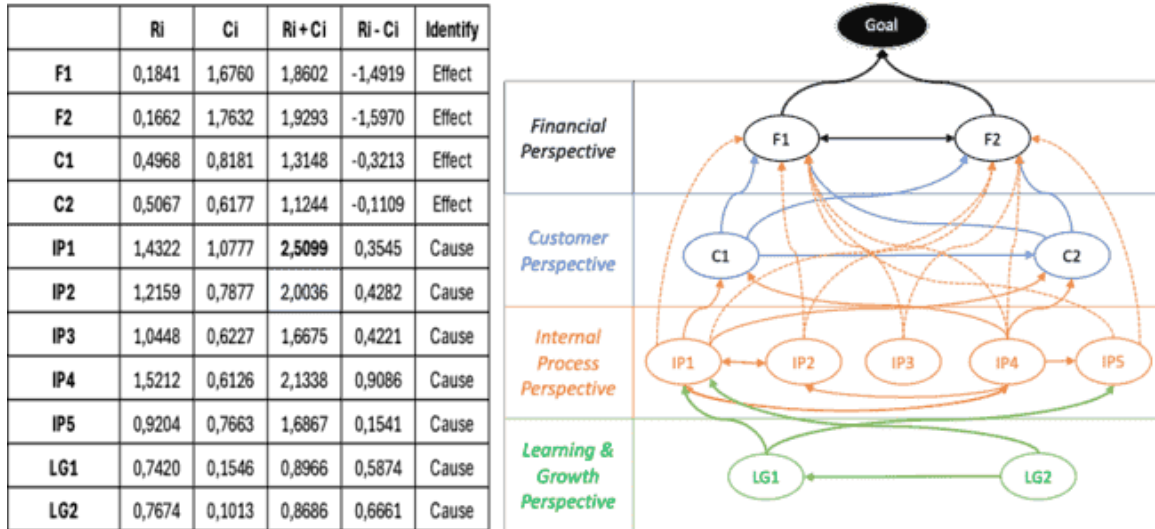 Ri Ci Ri + Ci Ri - Ci Identify
F1 0,1841 1,6760 1,8602 -1,4919 Effect
F2 0,1662 1,7632 1,9293 -1,5970 Effect
C1 0,4968 0,8181 1,3148 -0,3213 Effect
C2 0,5067 0,6177 1,1244 -0,1109 Effect
IP1 1,4322 1,0777 2,5099 0,3545 Cause
IP2 1,2159 0,7877 2,0036 0,4282 Cause
IP3 1,0448 0,6227 1,6675 0,4221 Cause
IP4 1,5212 0,6126 2,1338 0,9086 Cause
IP5 0,9204 0,7663 1,6867 0,1541 Cause
LG1 0,7420 0,1546 0,8966 0,5874 Cause
LG2 0,7674 0,1013 0,8686 0,6661 Cause
Goal
Financial
Perspective
F1 F2
Customer
Perspective
C1 C2
Internal
Process
Perspective
IP1 IP2 IP3 IP4 IP5
Learning &
Growth
Perspective
LG1 LG2